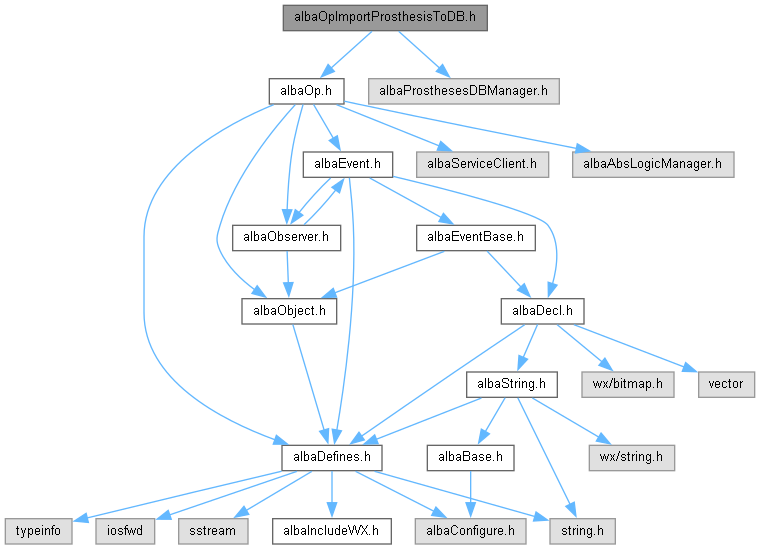 albaOpImportProsthesisToDB.h
albaOp.h
albaProsthesesDBManager.h
albaEvent.h
albaServiceClient.h
albaAbsLogicManager.h
albaObserver.h
albaEventBase.h
albaObject.h
albaDecl.h
albaString.h
wx/bitmap.h
vector
albaDefines.h
albaBase.h
wx/string.h
typeinfo
iosfwd
sstream
albaIncludeWX.h
albaConfigure.h
string.h